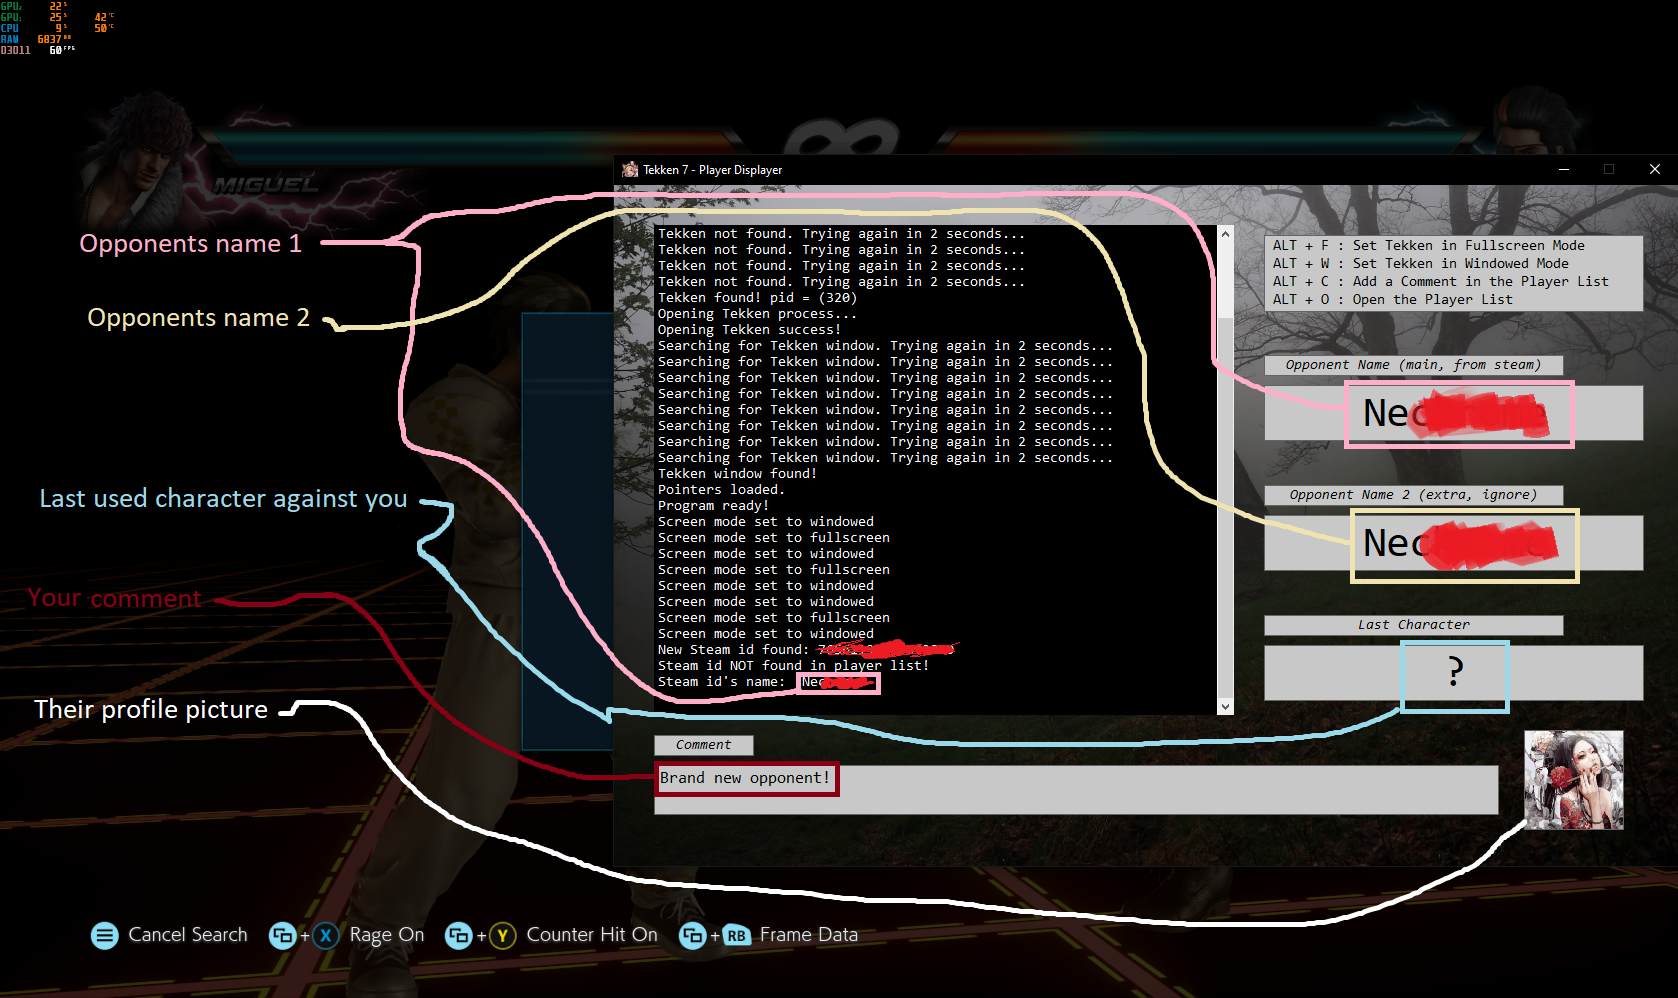 GPU₂ 22 %
GPU₁ 25 % 42 °C
CPU 9 % 50 °C
RAM 6837 MB
D3D11 60 FPS
MIGUEL
Tekken 7 - Player Displayer
Opponents name 1
Opponents name 2
Last used character against you
Your comment
Their profile picture
Tekken not found. Trying again in 2 seconds...
Tekken not found. Trying again in 2 seconds...
Tekken not found. Trying again in 2 seconds...
Tekken not found. Trying again in 2 seconds...
Tekken found! pid = (320)
Opening Tekken process...
Opening Tekken success!
Searching for Tekken window. Trying again in 2 seconds...
Searching for Tekken window. Trying again in 2 seconds...
Searching for Tekken window. Trying again in 2 seconds...
Searching for Tekken window. Trying again in 2 seconds...
Searching for Tekken window. Trying again in 2 seconds...
Searching for Tekken window. Trying again in 2 seconds...
Searching for Tekken window. Trying again in 2 seconds...
Searching for Tekken window. Trying again in 2 seconds...
Tekken window found!
Pointers loaded.
Program ready!
Screen mode set to windowed
Screen mode set to fullscreen
Screen mode set to windowed
Screen mode set to fullscreen
Screen mode set to windowed
Screen mode set to windowed
Screen mode set to fullscreen
Screen mode set to windowed
New Steam id found:
Steam id NOT found in player list!
Steam id's name: Nec
ALT + F : Set Tekken in Fullscreen Mode
ALT + W : Set Tekken in Windowed Mode
ALT + C : Add a Comment in the Player List
ALT + O : Open the Player List
Opponent Name (main, from steam)
Nec
Opponent Name 2 (extra, ignore)
Nec
Last Character
?
Comment
Brand new opponent!
Cancel Search
+ X Rage On
+ Y Counter Hit On
+ RB Frame Data